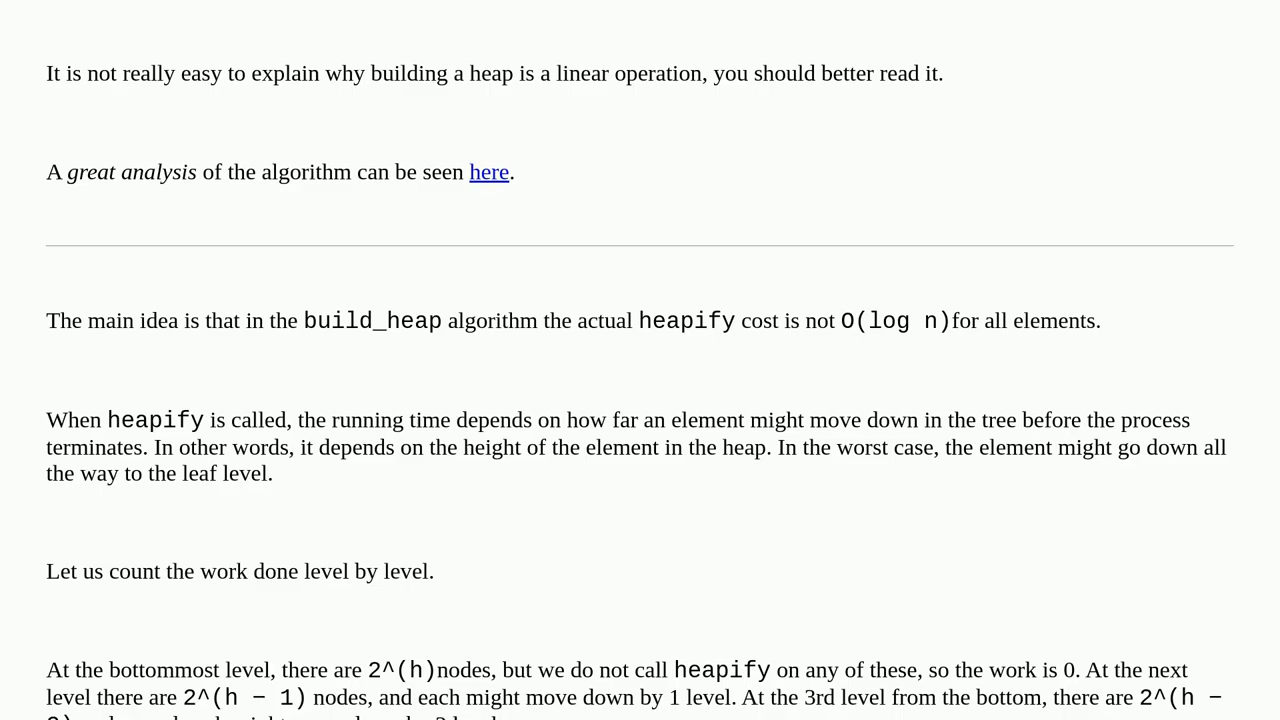 It is not really easy to explain why building a heap is a linear operation, you should better read it.
A great analysis of the algorithm can be seen here.
The main idea is that in the build_heap algorithm the actual heapify cost is not O(log n)for all elements.
When heapify is called, the running time depends on how far an element might move down in the tree before the process
terminates. In other words, it depends on the height of the element in the heap. In the worst case, the element might go down all
the way to the leaf level.
Let us count the work done level by level.
At the bottommost level, there are 2^(h)nodes, but we do not call heapify on any of these, so the work is 0. At the next
level there are 2^(h − 1) nodes, and each might move down by 1 level. At the 3rd level from the bottom, there are 2^(h −